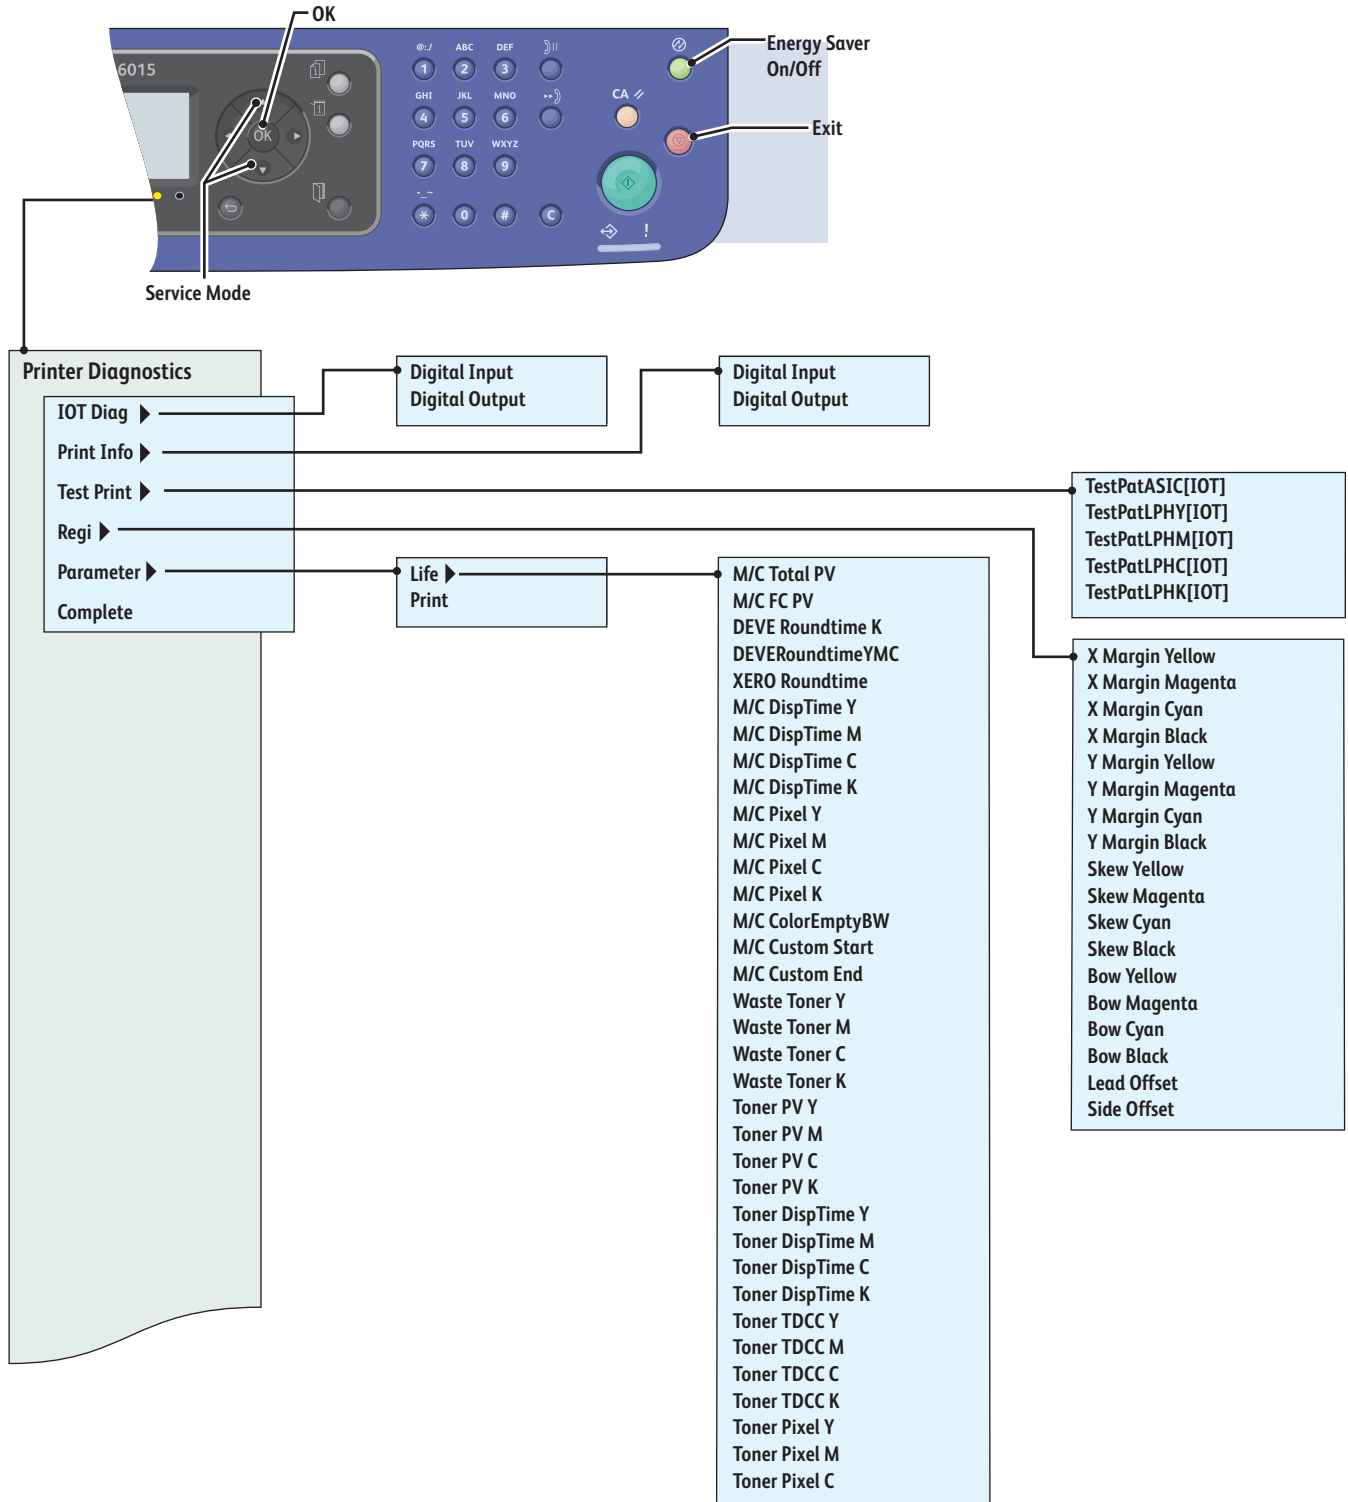 OK
Energy Saver
On/Off
Exit
6015
@:./ ABC DEF
1 2 3
GHI JKL MNO
4 5 6
PQRS TUV WXYZ
7 8 9
-_~
* 0 # C
CA
OK
!
Service Mode
Printer Diagnostics
IOT Diag
Print Info
Test Print
Regi
Parameter
Complete
Digital Input
Digital Output
Digital Input
Digital Output
TestPatASIC[IOT]
TestPatLPHY[IOT]
TestPatLPHM[IOT]
TestPatLPHC[IOT]
TestPatLPHK[IOT]
Life
Print
M/C Total PV
M/C FC PV
DEVE Roundtime K
DEVERoundtimeYMC
XERO Roundtime
M/C DispTime Y
M/C DispTime M
M/C DispTime C
M/C DispTime K
M/C Pixel Y
M/C Pixel M
M/C Pixel C
M/C Pixel K
M/C ColorEmptyBW
M/C Custom Start
M/C Custom End
Waste Toner Y
Waste Toner M
Waste Toner C
Waste Toner K
Toner PV Y
Toner PV M
Toner PV C
Toner PV K
Toner DispTime Y
Toner DispTime M
Toner DispTime C
Toner DispTime K
Toner TDCC Y
Toner TDCC M
Toner TDCC C
Toner TDCC K
Toner Pixel Y
Toner Pixel M
Toner Pixel C
X Margin Yellow
X Margin Magenta
X Margin Cyan
X Margin Black
Y Margin Yellow
Y Margin Magenta
Y Margin Cyan
Y Margin Black
Skew Yellow
Skew Magenta
Skew Cyan
Skew Black
Bow Yellow
Bow Magenta
Bow Cyan
Bow Black
Lead Offset
Side Offset